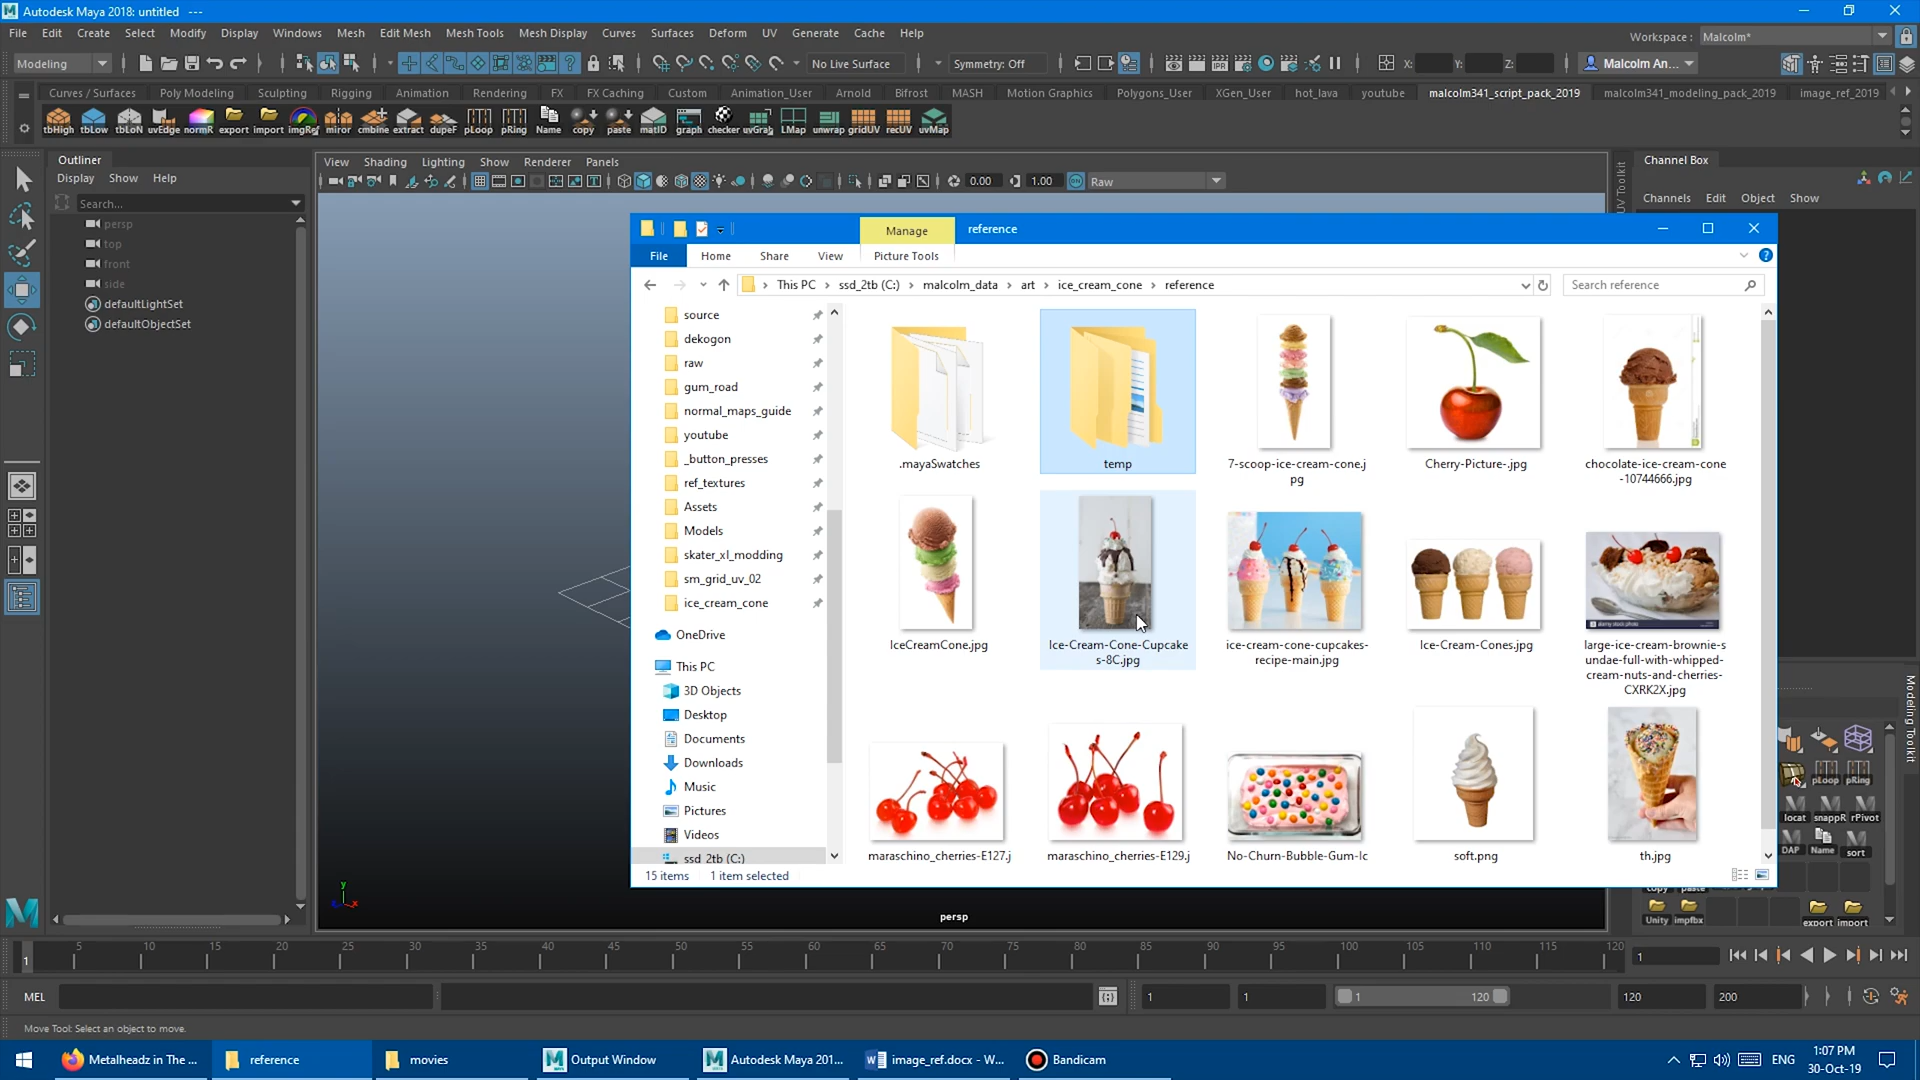 Autodesk Maya 2018: untitled   ---
File Edit Create Select Modify Display Windows Mesh Edit Mesh Mesh Tools Mesh Display Curves Surfaces Deform UV Generate Cache Help
Workspace : Malcolm*
Modeling No Live Surface Symmetry: Off X: Y: Z: Malcolm An...
Curves / Surfaces Poly Modeling Sculpting Rigging Animation Rendering FX FX Caching Custom Animation_User Arnold Bifrost MASH Motion Graphics Polygons_User XGen_User hot_lava youtube malcolm341_script_pack_2019 malcolm341_modeling_pack_2019 image_ref_2019
tbHigh tbLow tbLoN uvEdge normR export import imgRef miror cmbine extract dupeF pLoop pRing Name copy paste matID graph checker uvGraj LMap unwrap gridUV recUV uvMap
Outliner
Display Show Help
Search...
persp
top
front
side
defaultLightSet
defaultObjectSet
View Shading Lighting Show Renderer Panels
0.00 1.00 Raw
UV Toolkit
Channel Box
Channels Edit Object Show
Manage reference
File Home Share View Picture Tools
This PC › ssd_2tb (C:) › malcolm_data › art › ice_cream_cone › reference
Search reference
source
dekogon
raw
gum_road
normal_maps_guide
youtube
_button_presses
ref_textures
Assets
Models
skater_xl_modding
sm_grid_uv_02
ice_cream_cone
OneDrive
This PC
3D Objects
Desktop
Documents
Downloads
Music
Pictures
Videos
ssd_2tb (C:)
.mayaSwatches
temp
7-scoop-ice-cream-cone.j
pg
Cherry-Picture-.jpg
chocolate-ice-cream-cone
-10744666.jpg
IceCreamCone.jpg
Ice-Cream-Cone-Cupcake
s-8C.jpg
ice-cream-cone-cupcakes-
recipe-main.jpg
Ice-Cream-Cones.jpg
large-ice-cream-brownie-s
undae-full-with-whipped-
cream-nuts-and-cherries-
CXRK2X.jpg
maraschino_cherries-E127.j
maraschino_cherries-E129.j
No-Churn-Bubble-Gum-Ic
soft.png
th.jpg
15 items 1 item selected
Modeling Toolkit
pLoop pRing
locat snappR rPivot
DAP Name sort
copy paste
Unity impfbx export import
y
persp
5 10 15 20 25 30 35 40 45 50 55 60 65 70 75 80 85 90 95 100 105 110 115 120
1
1
MEL 1 1 1 120 120 200
Move Tool: Select an object to move.
Metalheadz in The ... reference movies Output Window Autodesk Maya 201... image_ref.docx - W... Bandicam ENG
1:07 PM
30-Oct-19